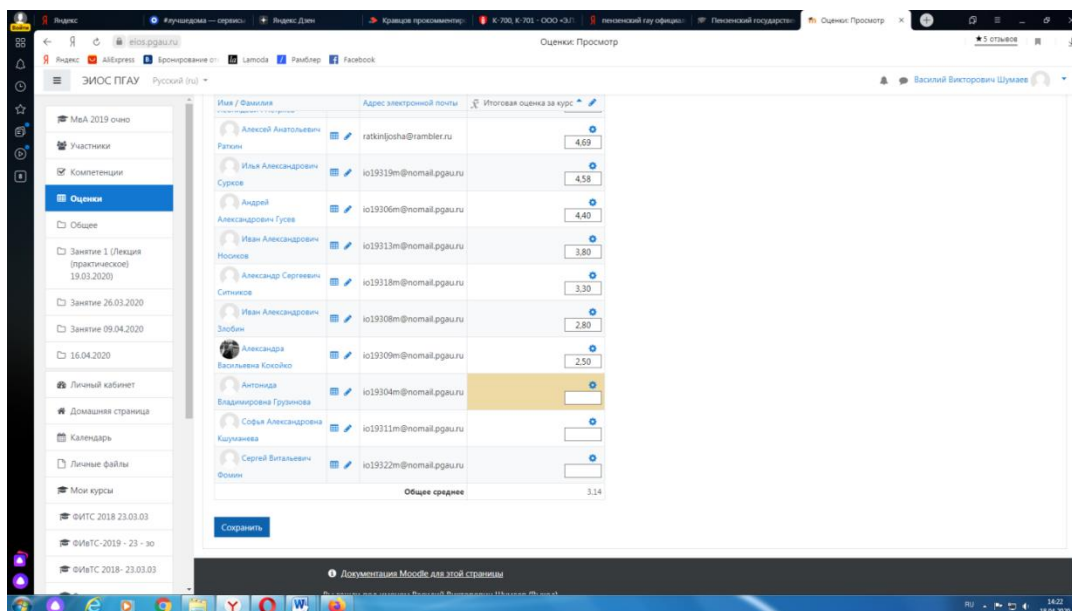 Яндекс
#лучшедома — сервисы
Яндекс.Дзен
Кравцов прокомментир
К-700, К-701 - ООО «ЭЛ
пензенский гау официал
Пензенский государстве
Оценки: Просмотр
eios.pgau.ru
Оценки: Просмотр
★ 5 отзывов
Яндекс AliExpress Бронирование от Lamoda Рамблер Facebook
ЭИОС ПГАУ Русский (ru)
Василий Викторович Шумаев
МвА 2019 очно
Участники
Компетенции
Оценки
Общее
Занятие 1 (Лекция
(практическое)
19.03.2020)
Занятие 26.03.2020
Занятие 09.04.2020
16.04.2020
Личный кабинет
Домашняя страница
Календарь
Личные файлы
Мои курсы
ФИТС 2018 23.03.03
ФИвТС-2019 - 23 - зо
ФИвТС 2018- 23.03.03
Имя / Фамилия Адрес электронной почты Итоговая оценка за курс
Алексей Анатольевич
Раткин
ratkinljosha@rambler.ru
4,69
Илья Александрович
Сурков
io19319m@nomail.pgau.ru
4,58
Андрей
Александрович Гусев
io19306m@nomail.pgau.ru
4,40
Иван Александрович
Носиков
io19313m@nomail.pgau.ru
3,80
Александр Сергеевич
Ситников
io19318m@nomail.pgau.ru
3,30
Иван Александрович
Злобин
io19308m@nomail.pgau.ru
2,80
Александра
Васильевна Кокойко
io19309m@nomail.pgau.ru
2,50
Антонида
Владимировна Грузинова
io19304m@nomail.pgau.ru
Софья Александровна
Кшуманева
io19311m@nomail.pgau.ru
Сергей Витальевич
Фомин
io19322m@nomail.pgau.ru
Общее среднее 3,14
Сохранить
Документация Moodle для этой страницы
RU
14:22